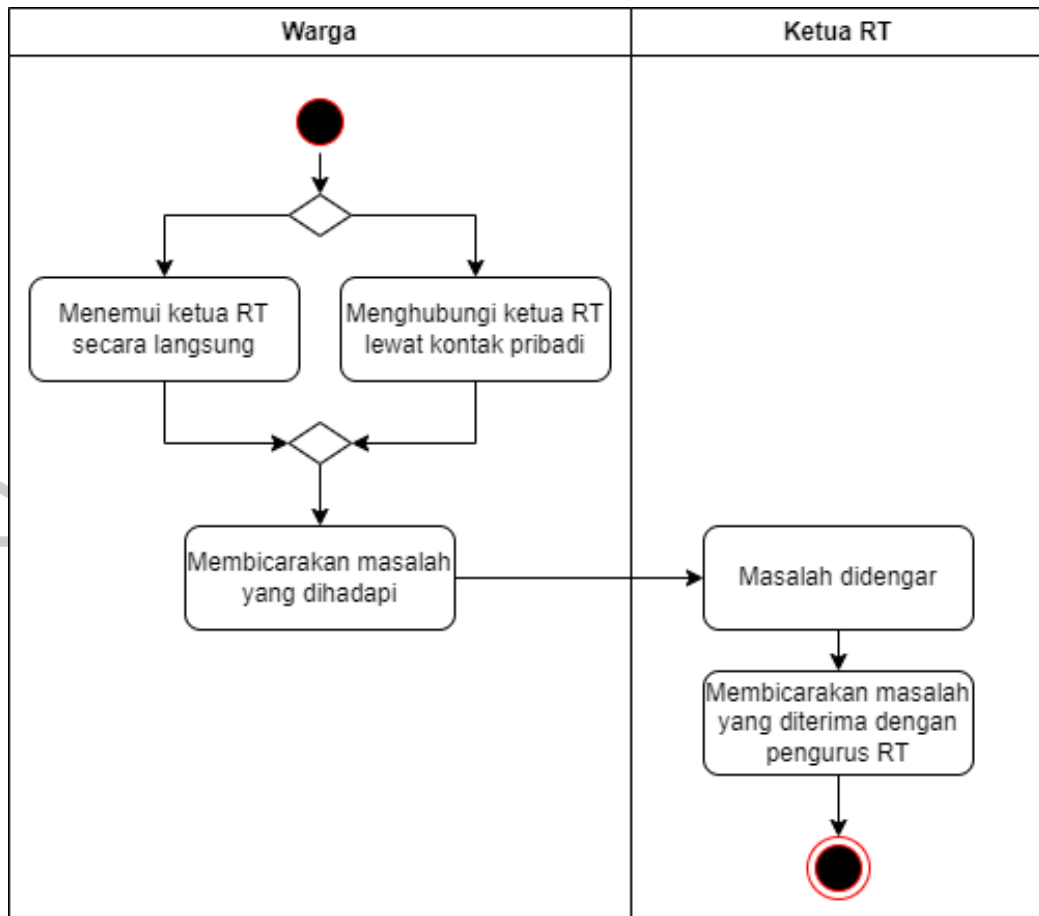 Warga
Ketua RT
Menemui ketua RT
secara langsung
Menghubungi ketua RT
lewat kontak pribadi
Membicarakan masalah
yang dihadapi
Masalah didengar
Membicarakan masalah
yang diterima dengan
pengurus RT